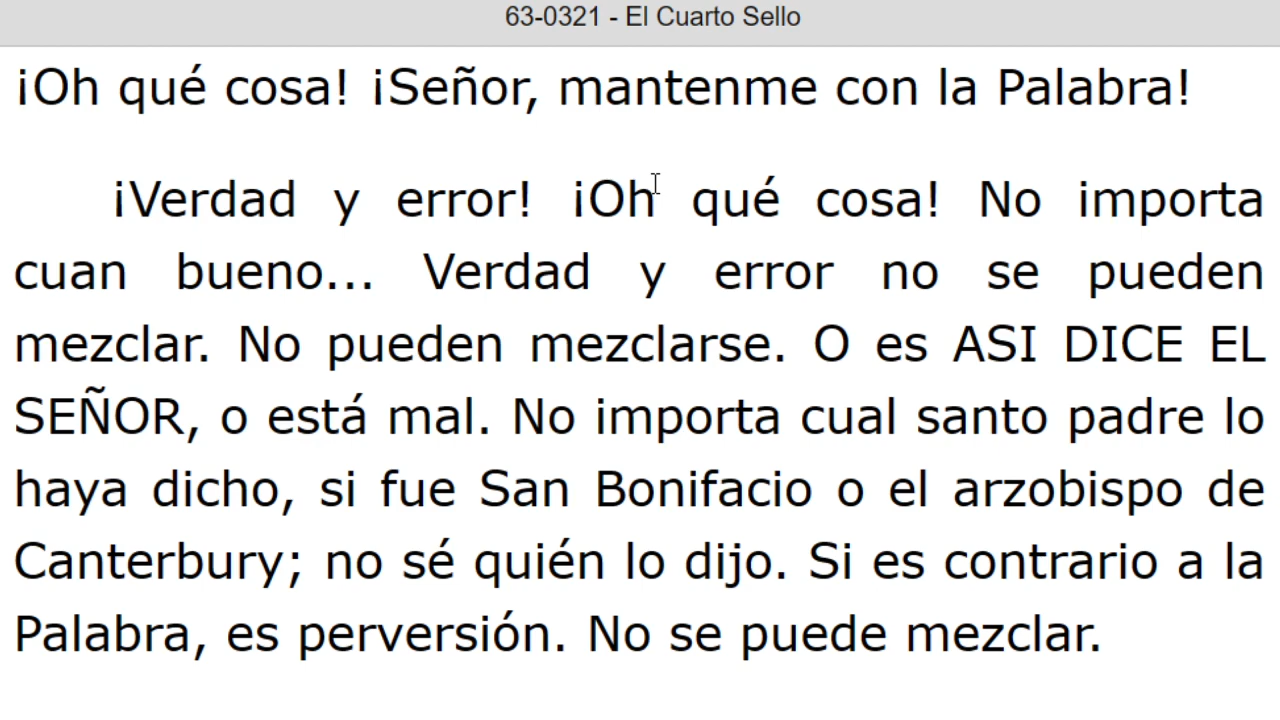 63-0321 - El Cuarto Sello
¡Oh qué cosa! ¡Señor, mantenme con la Palabra!
¡Verdad y error! ¡Oh qué cosa! No importa
cuan bueno... Verdad y error no se pueden
mezclar. No pueden mezclarse. O es ASI DICE EL
SEÑOR, o está mal. No importa cual santo padre lo
haya dicho, si fue San Bonifacio o el arzobispo de
Canterbury; no sé quién lo dijo. Si es contrario a la
Palabra, es perversión. No se puede mezclar.